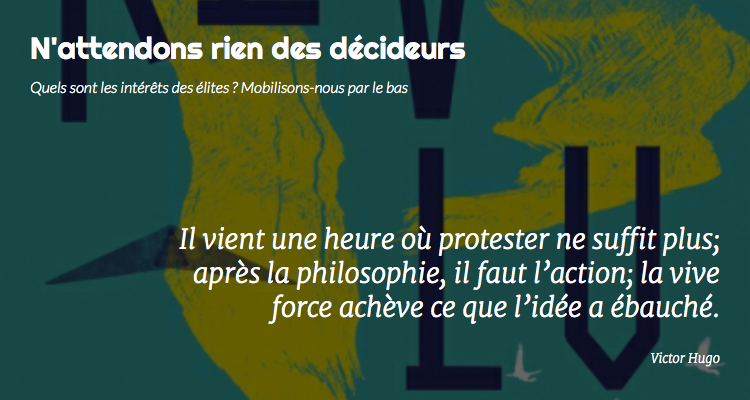 N'attendons rien des décideurs
Quels sont les intérêts des élites ? Mobilisons-nous par le bas
Il vient une heure où protester ne suffit plus;
après la philosophie, il faut l’action; la vive
force achève ce que l’idée a ébauché.
Victor Hugo